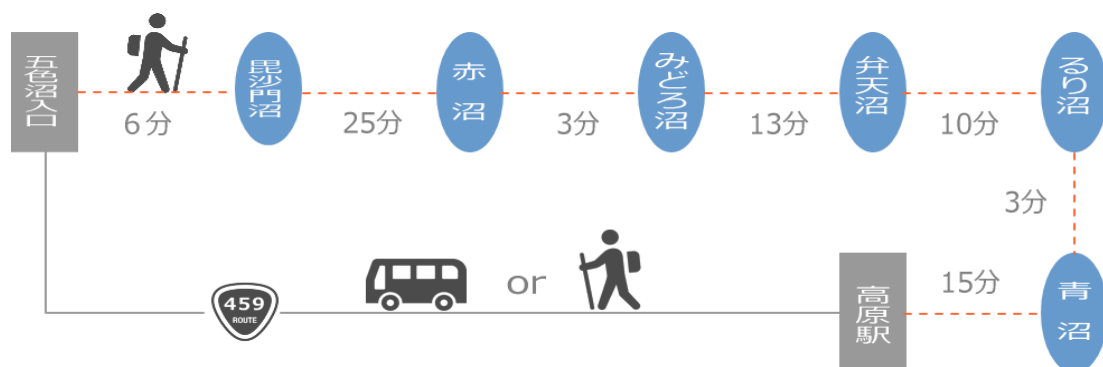 五色沼入口
毘沙門沼
赤沼
みどろ沼
弁天沼
るり沼
6分
25分
3分
13分
10分
3分
or
459
ROUTE
高原駅
15分
青沼